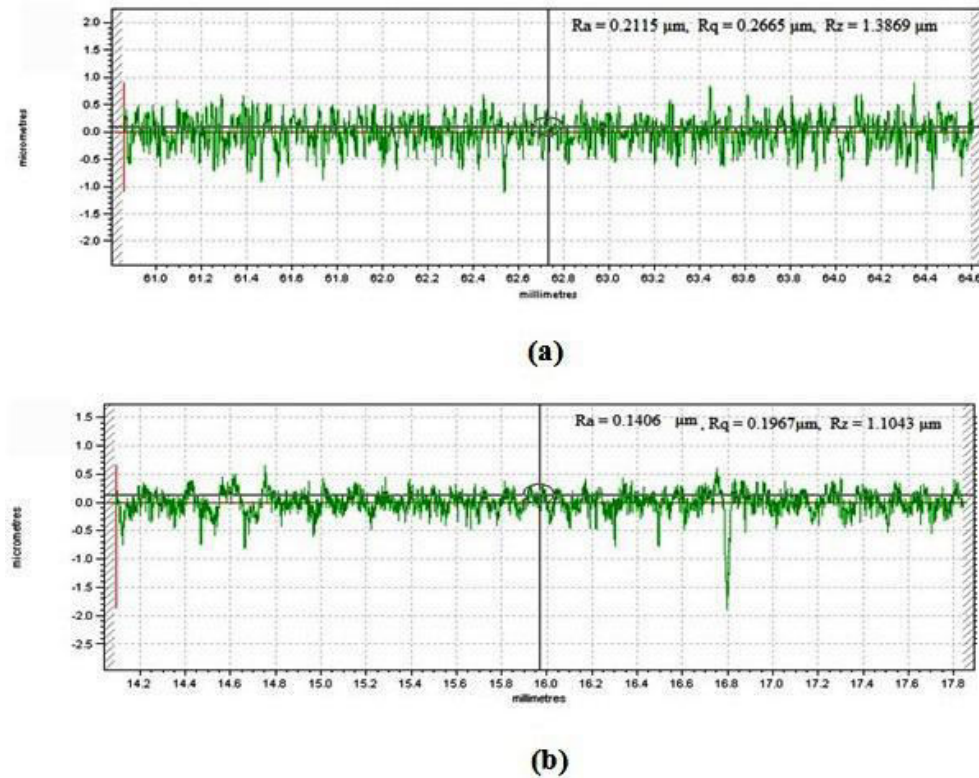 Ra = 0.2115 µm, Rq = 0.2665 µm, Rz = 1.3869 µm
2.0
1.5
1.0
0.5
0.0
-0.5
-1.0
-1.5
-2.0
micrometres
61.0 61.2 61.4 61.6 61.8 62.0 62.2 62.4 62.6 62.8 63.0 63.2 63.4 63.6 63.8 64.0 64.2 64.4 64.6
millimetres
(a)
Ra = 0.1406 µm , Rq = 0.1967µm, Rz = 1.1043 µm
1.5
1.0
0.5
0.0
-0.5
-1.0
-1.5
-2.0
-2.5
micrometres
14.2 14.4 14.6 14.8 15.0 15.2 15.4 15.6 15.8 16.0 16.2 16.4 16.6 16.8 17.0 17.2 17.4 17.6 17.8
millimetres
(b)